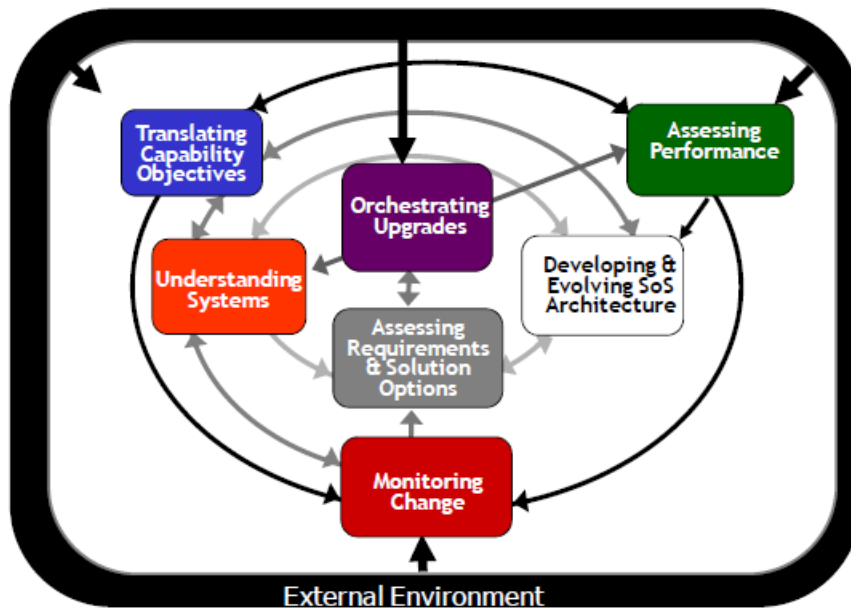 Translating
Capability
Objectives
Assessing
Performance
Orchestrating
Upgrades
Understanding
Systems
Developing &
Evolving SoS
Architecture
Assessing
Requirements
& Solution
Options
Monitoring
Change
External Environment